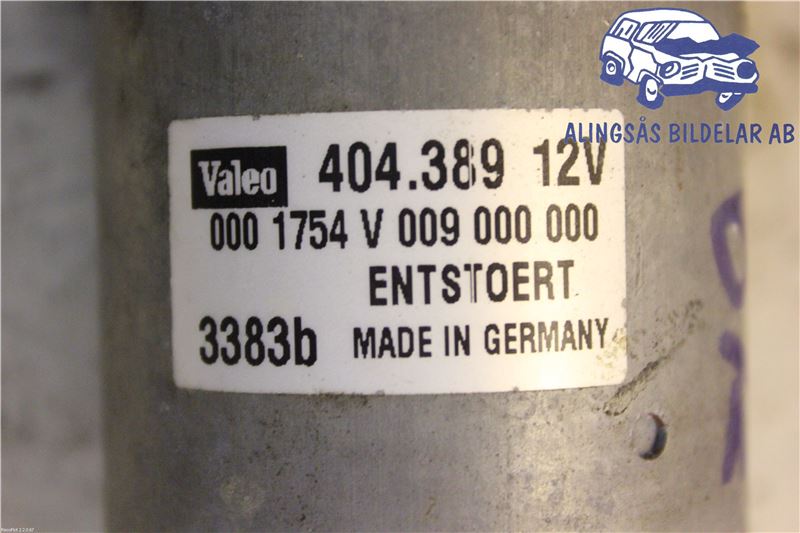 ALINGSÅS BILDELAR AB
Valeo 404.389 12V
000 1754 V 009 000 000
ENTSTOERT
3383b MADE IN GERMANY